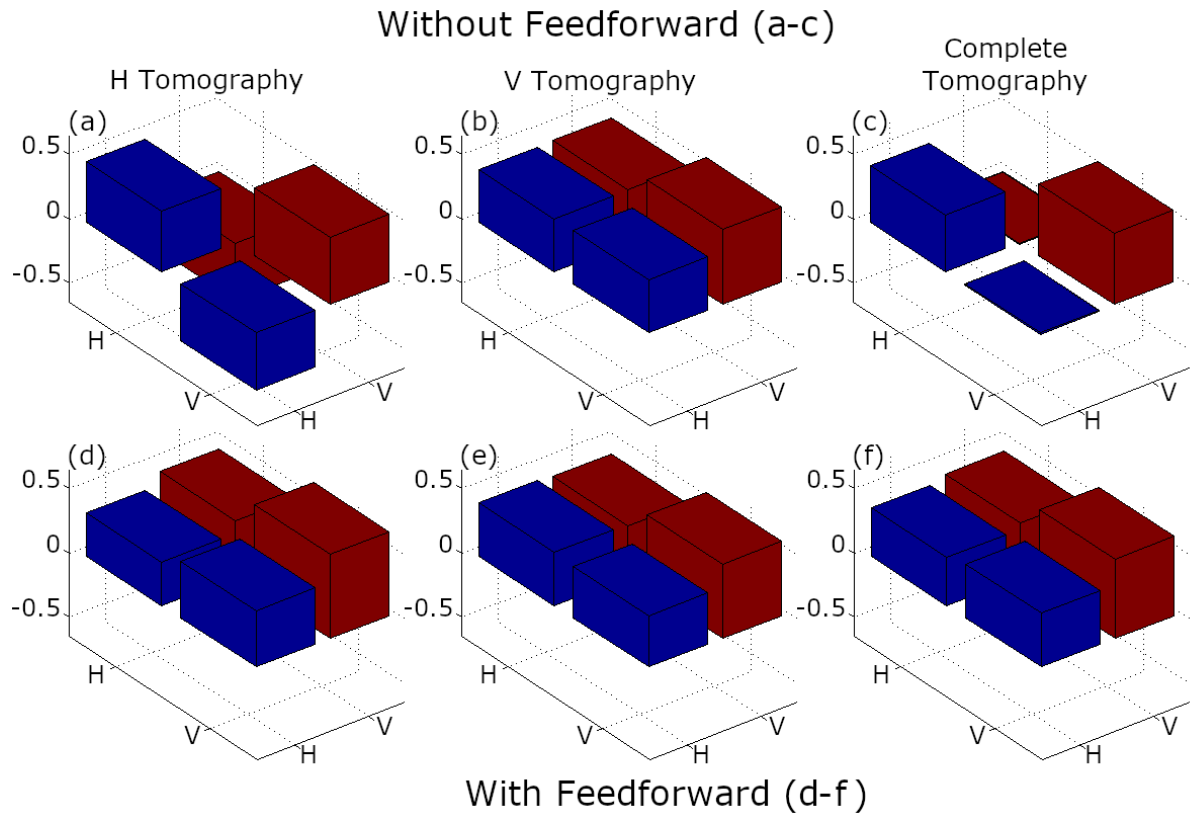 Without Feedforward (a-c)
H Tomography
V Tomography
Complete
Tomography
(a)
(b)
(c)
0.5
0
-0.5
H
V
H
V
0.5
0
-0.5
H
V
H
V
0.5
0
-0.5
H
V
H
V
(d)
(e)
(f)
0.5
0
-0.5
H
V
H
V
0.5
0
-0.5
H
V
H
V
0.5
0
-0.5
H
V
H
V
With Feedforward (d-f)